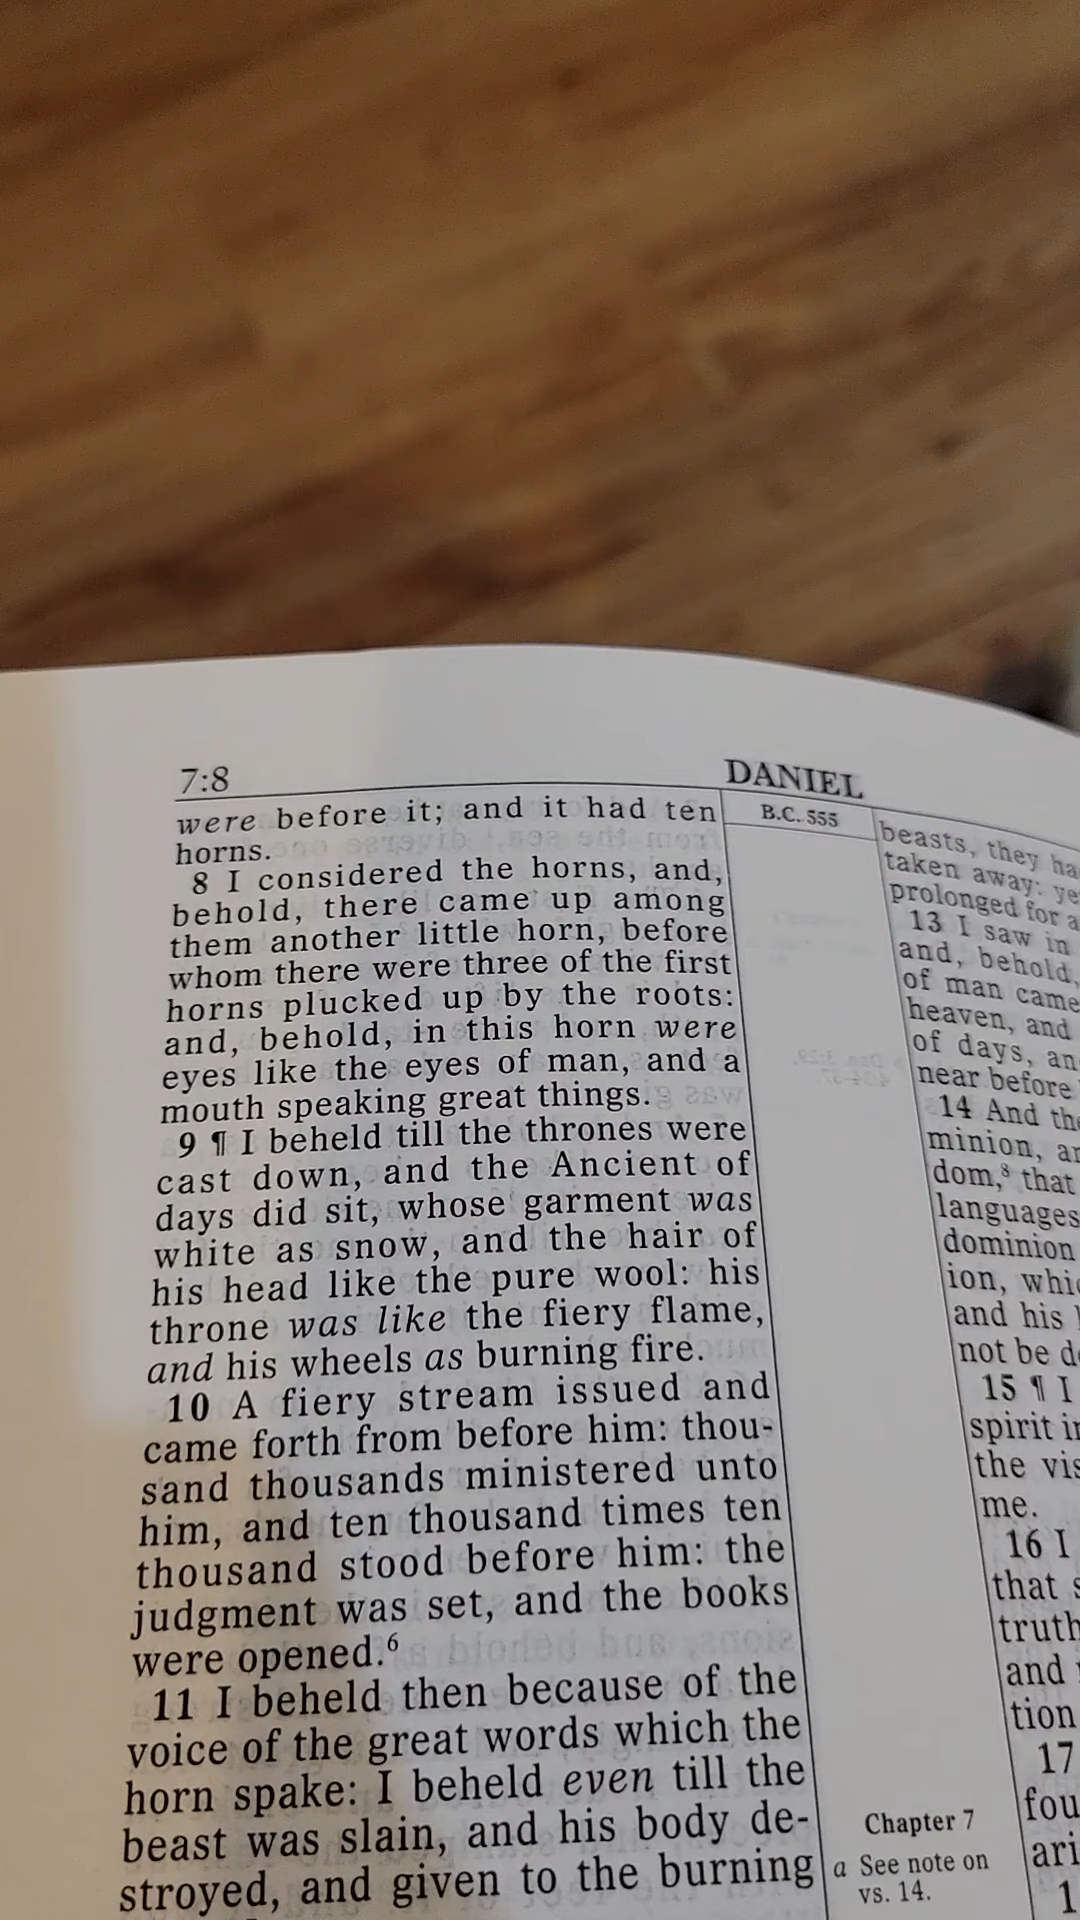 7:8
DANIEL
were before it; and it had ten
horns.
8 I considered the horns, and,
behold, there came up among
them another little horn, before
whom there were three of the first
horns plucked up by the roots:
and, behold, in this horn were
eyes like the eyes of man, and a
mouth speaking great things.
9 ¶ I beheld till the thrones were
cast down, and the Ancient of
days did sit, whose garment was
white as snow, and the hair of
his head like the pure wool: his
throne was like the fiery flame,
and his wheels as burning fire.
10 A fiery stream issued and
came forth from before him: thou-
sand thousands ministered unto
him, and ten thousand times ten
thousand stood before him: the
judgment was set, and the books
were opened.⁶
11 I beheld then because of the
voice of the great words which the
horn spake: I beheld even till the
beast was slain, and his body de-
stroyed, and given to the burning
B.C. 555
Chapter 7
a See note on
vs. 14.
beasts, they ha
taken away: ye
prolonged for a
13 I saw in
and, behold,
of man came
heaven, and
of days, an
near before
14 And the
minion, an
dom,⁸ that
languages
dominion
ion, whic
and his
not be d
15 ¶ I
spirit in
the vis
me.
16 I
that s
truth
and
tion
17
fou
ari
1